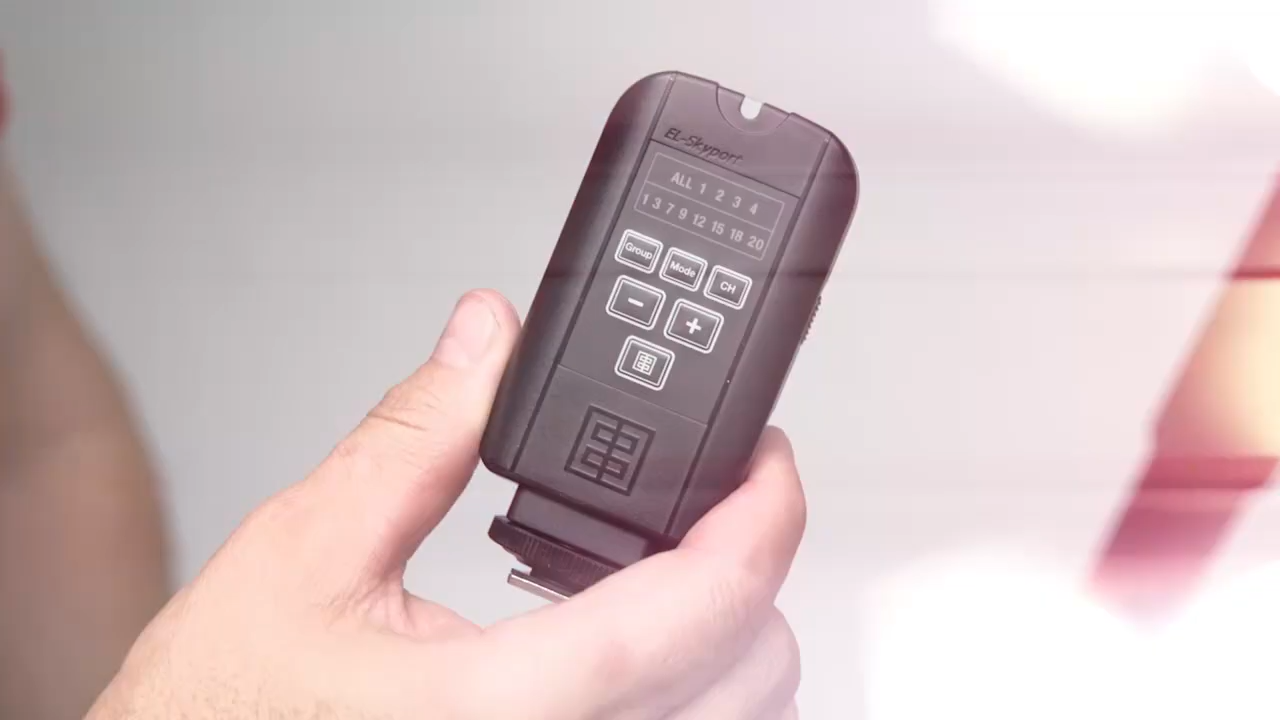 EL-Skyport
ALL 1 2 3 4
1 3 7 9 12 15 18 20
Group Mode CH
− +